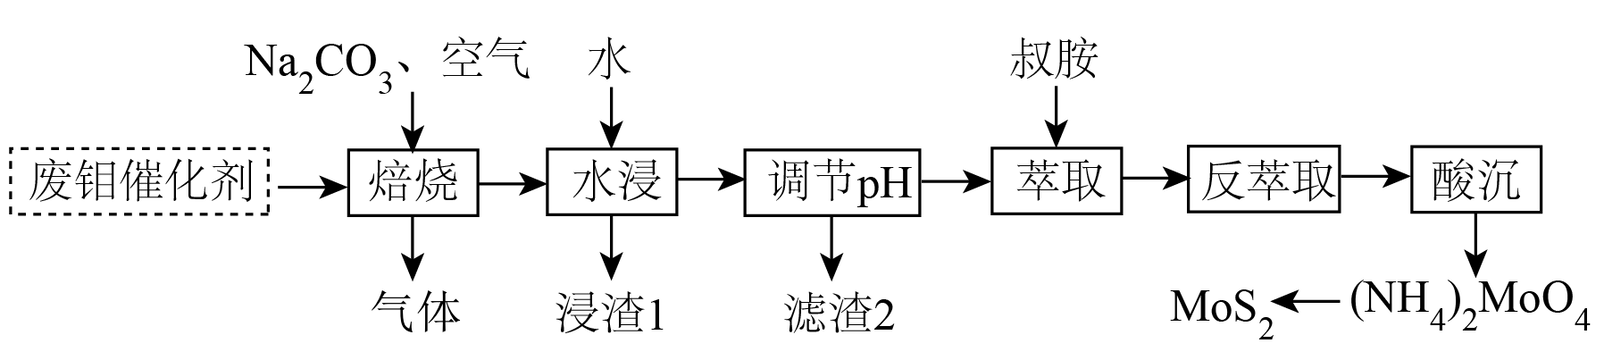 Na₂CO₃、空气 水 叔胺
废钼催化剂 焙烧 水浸 调节pH 萃取 反萃取 酸沉
气体 浸渣1 滤渣2 MoS₂ (NH₄)₂MoO₄